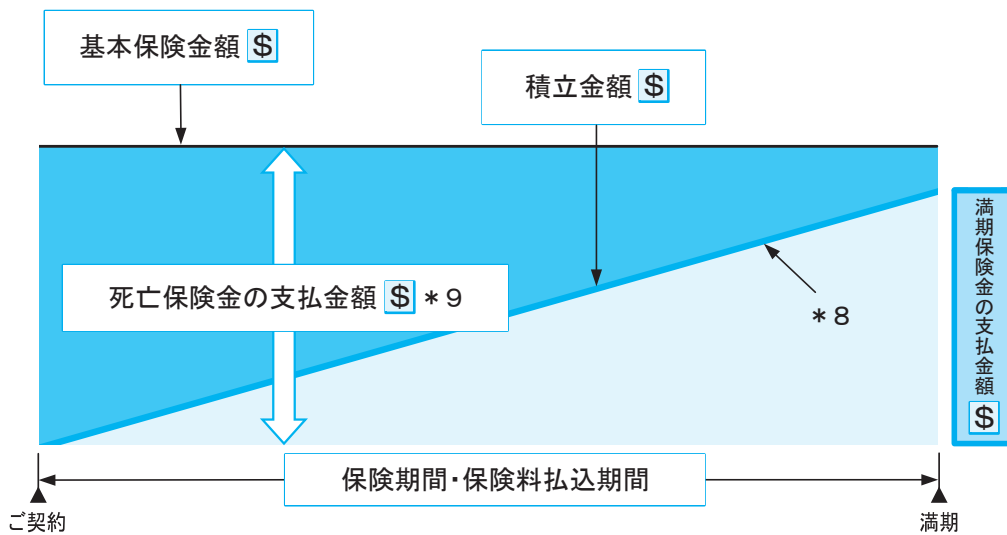 基本保険金額 $
積立金額 $
死亡保険金の支払金額 $ *9
*8
満期保険金の支払金額 $
保険期間・保険料払込期間
ご契約
満期